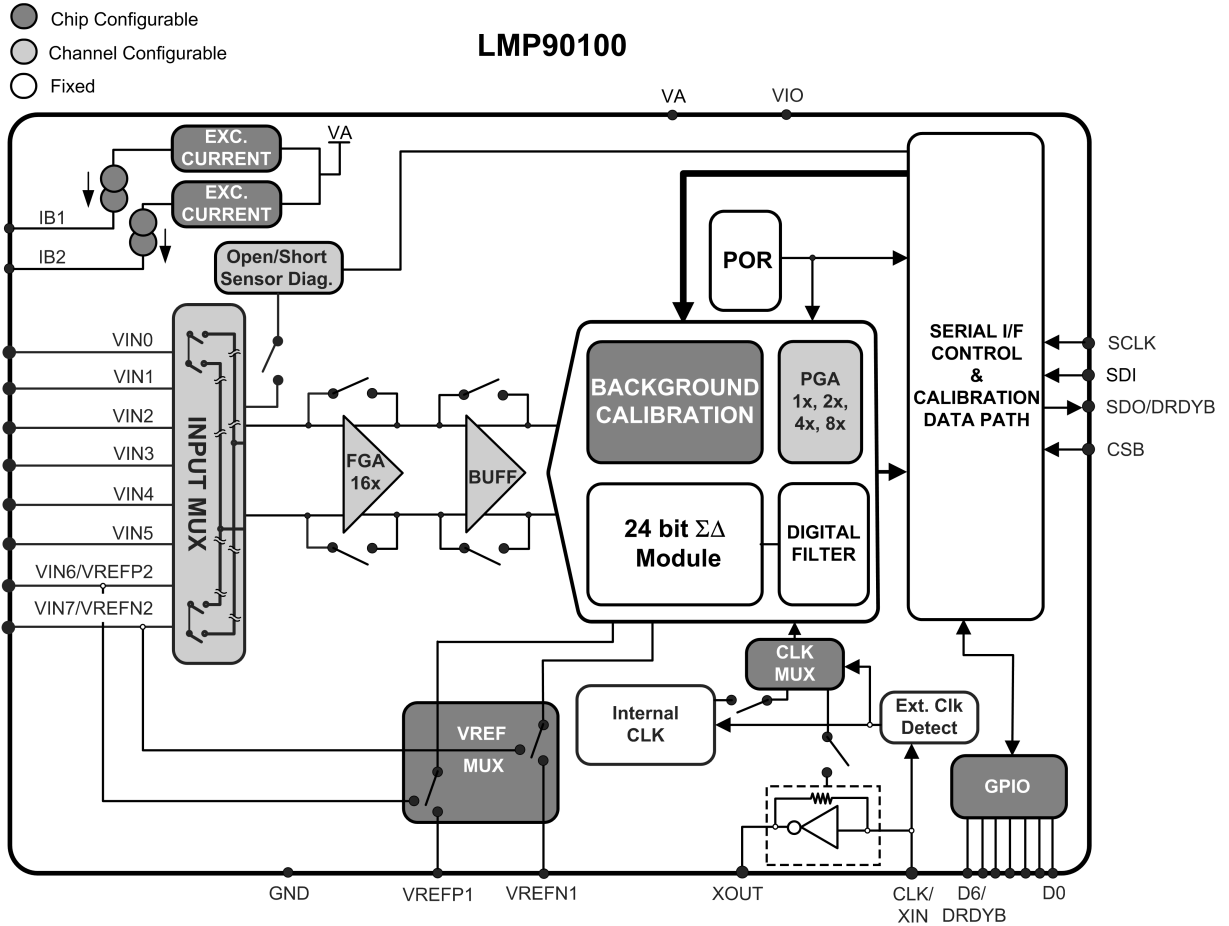 Chip Configurable
Channel Configurable
Fixed
LMP90100
VA
VIO
EXC.
CURRENT
VA
EXC.
CURRENT
IB1
IB2
Open/Short
Sensor Diag.
POR
SERIAL I/F
CONTROL
&
CALIBRATION
DATA PATH
VIN0
VIN1
VIN2
VIN3
VIN4
VIN5
VIN6/VREFP2
VIN7/VREFN2
INPUT MUX
FGA
16x
BUFF
BACKGROUND
CALIBRATION
PGA
1x, 2x,
4x, 8x
24 bit ΣΔ
Module
DIGITAL
FILTER
SCLK
SDI
SDO/DRDYB
CSB
CLK
MUX
Internal
CLK
Ext. Clk
Detect
VREF
MUX
GPIO
GND
VREFP1
VREFN1
XOUT
CLK/
XIN
D6/
DRDYB
D0